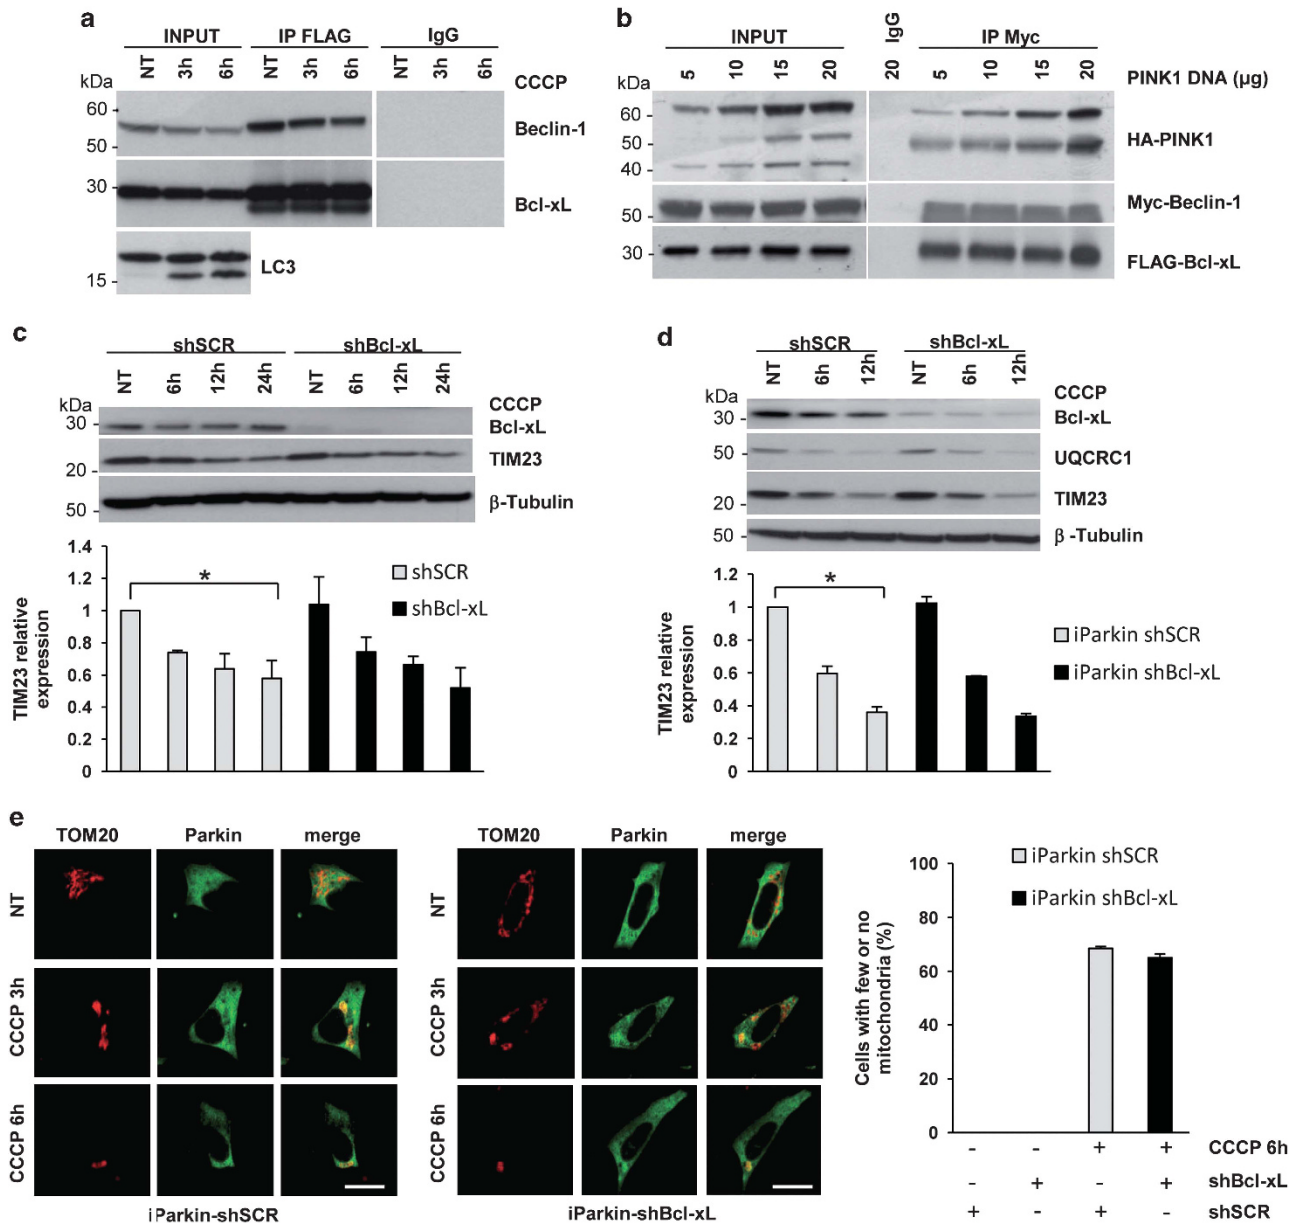 a
INPUT IP FLAG IgG
NT 3h 6h NT 3h 6h NT 3h 6h CCCP
kDa
60
50
Beclin-1
30
Bcl-xL
15
LC3
b
INPUT IgG IP Myc
5 10 15 20 20 5 10 15 20 PINK1 DNA (µg)
kDa
60
50
40
HA-PINK1
50
Myc-Beclin-1
30
FLAG-Bcl-xL
c
shSCR shBcl-xL
NT 6h 12h 24h NT 6h 12h 24h
kDa
CCCP
30
Bcl-xL
20
TIM23
50
β-Tubulin
TIM23 relative expression
1.4
1.2
1
0.8
0.6
0.4
0.2
0
*
shSCR
shBcl-xL
d
shSCR shBcl-xL
NT 6h 12h NT 6h 12h
kDa
CCCP
30
Bcl-xL
50
UQCRC1
20
TIM23
50
β -Tubulin
TIM23 relative expression
1.2
1
0.8
0.6
0.4
0.2
0
*
iParkin shSCR
iParkin shBcl-xL
e
TOM20 Parkin merge
NT
CCCP 3h
CCCP 6h
iParkin-shSCR
TOM20 Parkin merge
NT
CCCP 3h
CCCP 6h
iParkin-shBcl-xL
Cells with few or no mitochondria (%)
100
80
60
40
20
0
iParkin shSCR
iParkin shBcl-xL
- - + + CCCP 6h
- + - + shBcl-xL
+ - + - shSCR